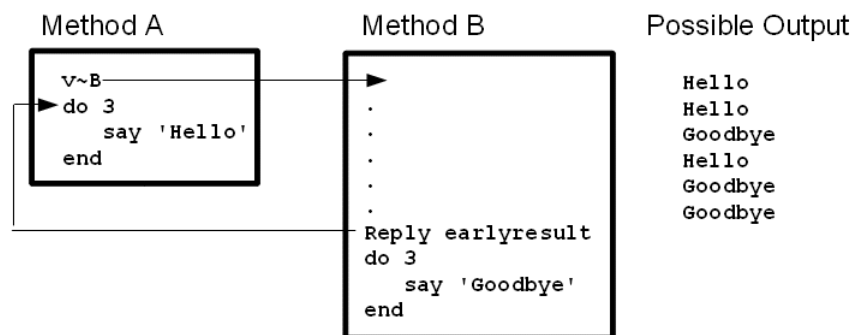 Method A
v~B
do 3
say 'Hello'
end
Method B
.
.
.
.
.
Reply earlyresult
do 3
say 'Goodbye'
end
Possible Output
Hello
Hello
Goodbye
Hello
Goodbye
Goodbye